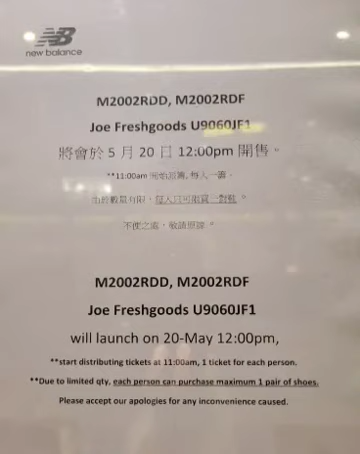 NB
new balance
M2002RDD, M2002RDF
Joe Freshgoods U9060JF1
將會於 5 月 20 日 12:00pm 開售。
**11:00am 開始派籌, 每人一籌。
由於數量有限，每人只可購買一對鞋 。
不便之處，敬請原諒 。
M2002RDD, M2002RDF
Joe Freshgoods U9060JF1
will launch on 20-May 12:00pm,
**start distributing tickets at 11:00am, 1 ticket for each person.
**Due to limited qty, each person can purchase maximum 1 pair of shoes.
Please accept our apologies for any inconvenience caused.